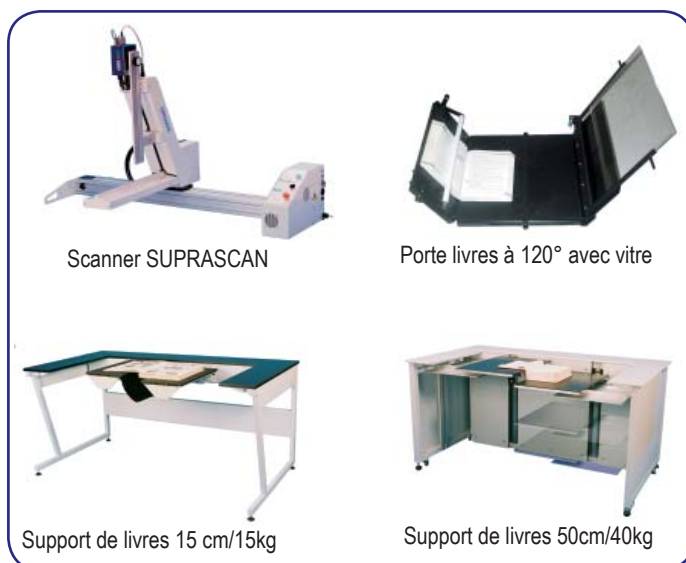 Scanner SUPRASCAN
Porte livres à 120° avec vitre
Support de livres 15 cm/15kg
Support de livres 50cm/40kg